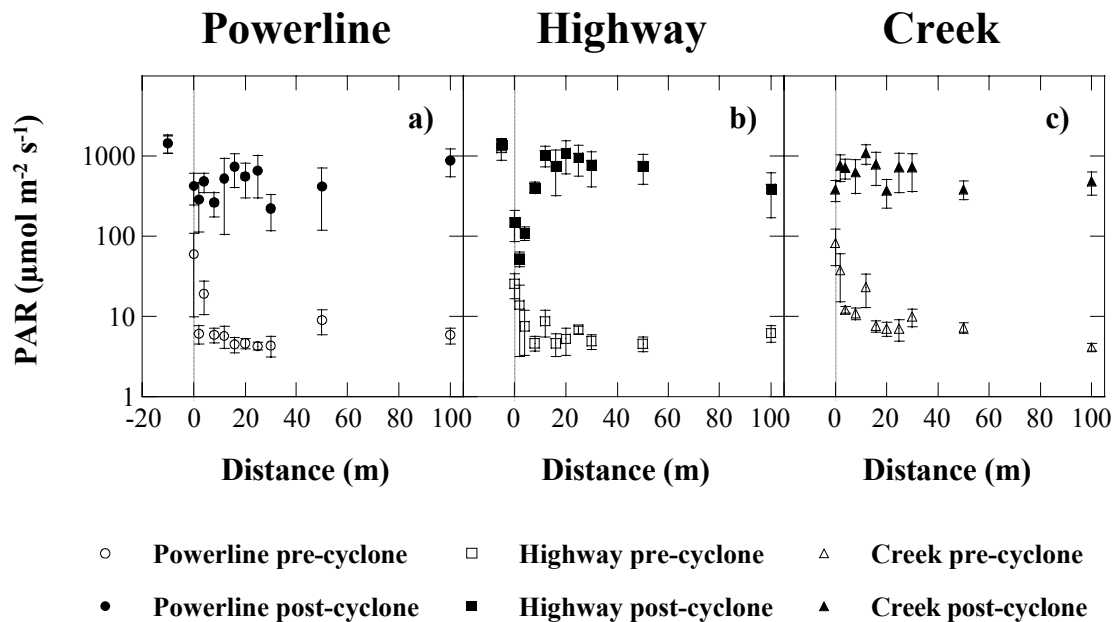 Powerline Highway Creek
a) b) c)
PAR (µmol m⁻² s⁻¹)
1000
100
10
1
-20 0 20 40 60 80 100 0 20 40 60 80 100 0 20 40 60 80 100
Distance (m) Distance (m) Distance (m)
Powerline pre-cyclone Highway pre-cyclone Creek pre-cyclone
Powerline post-cyclone Highway post-cyclone Creek post-cyclone